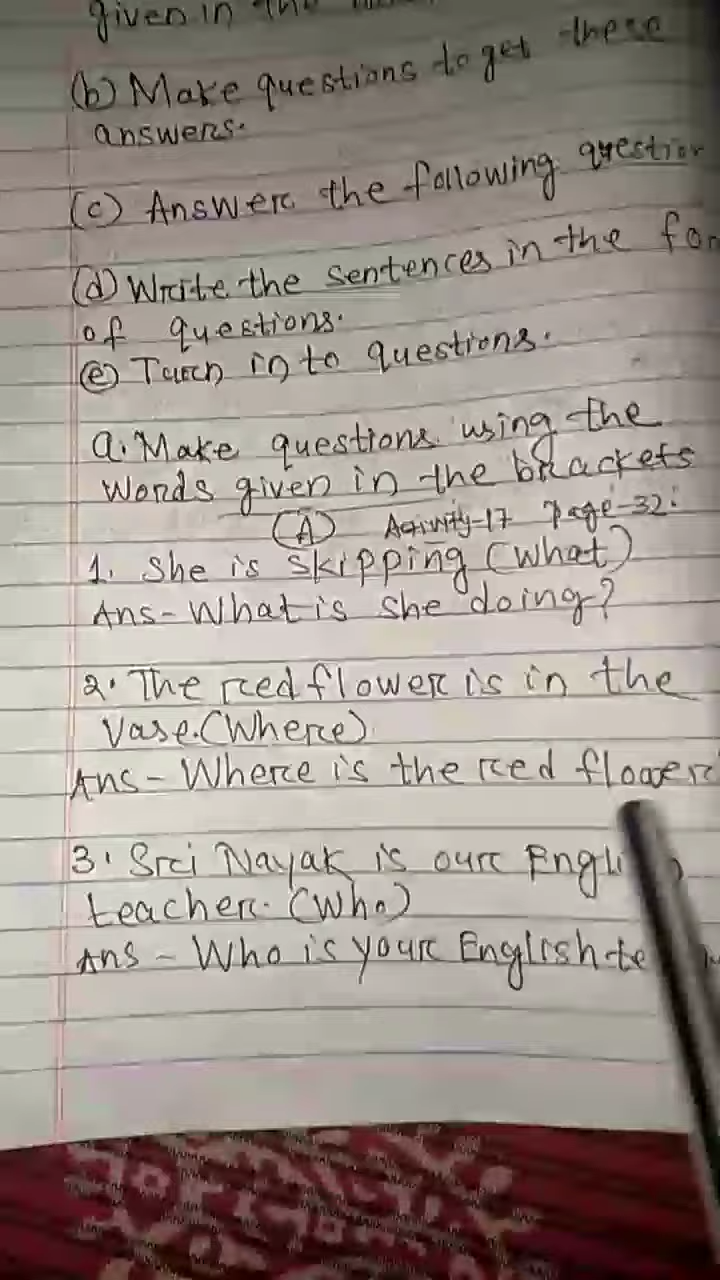 given in the
(b) Make questions to get these
answers.
(c) Answer the following question
(d) Write the sentences in the for
of questions.
(e) Turn in to questions.
a. Make questions using the
words given in the brackets
(A) Activity-17 Page-32.
1. She is skipping (what)
Ans - What is she doing?
2. The red flower is in the
Vase. (Where)
Ans - Where is the red flower
3. Sri Nayak is our Engli
teacher. (Who)
Ans - Who is your English te